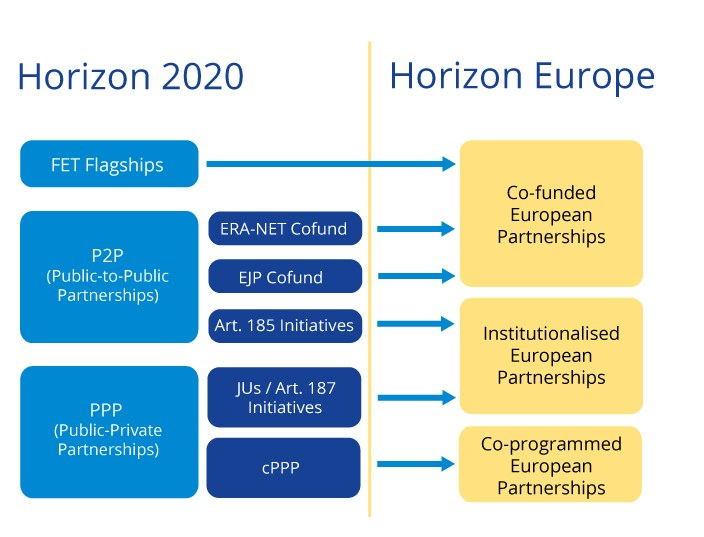 Horizon 2020
Horizon Europe
FET Flagships
Co-funded
European
Partnerships
P2P
(Public-to-Public
Partnerships)
ERA-NET Cofund
EJP Cofund
Art. 185 Initiatives
Institutionalised
European
Partnerships
PPP
(Public-Private
Partnerships)
JUs / Art. 187
Initiatives
cPPP
Co-programmed
European
Partnerships